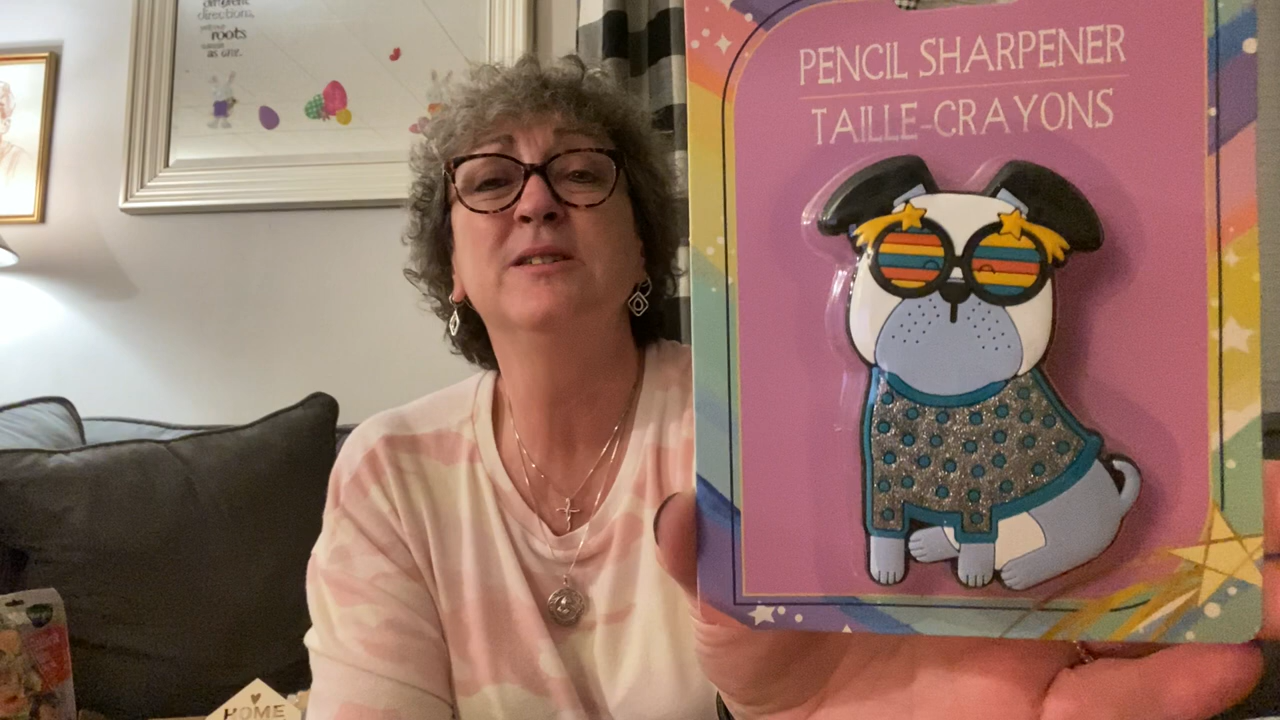 different
directions,
roots
as one.
PENCIL SHARPENER
TAILLE-CRAYONS
HOME